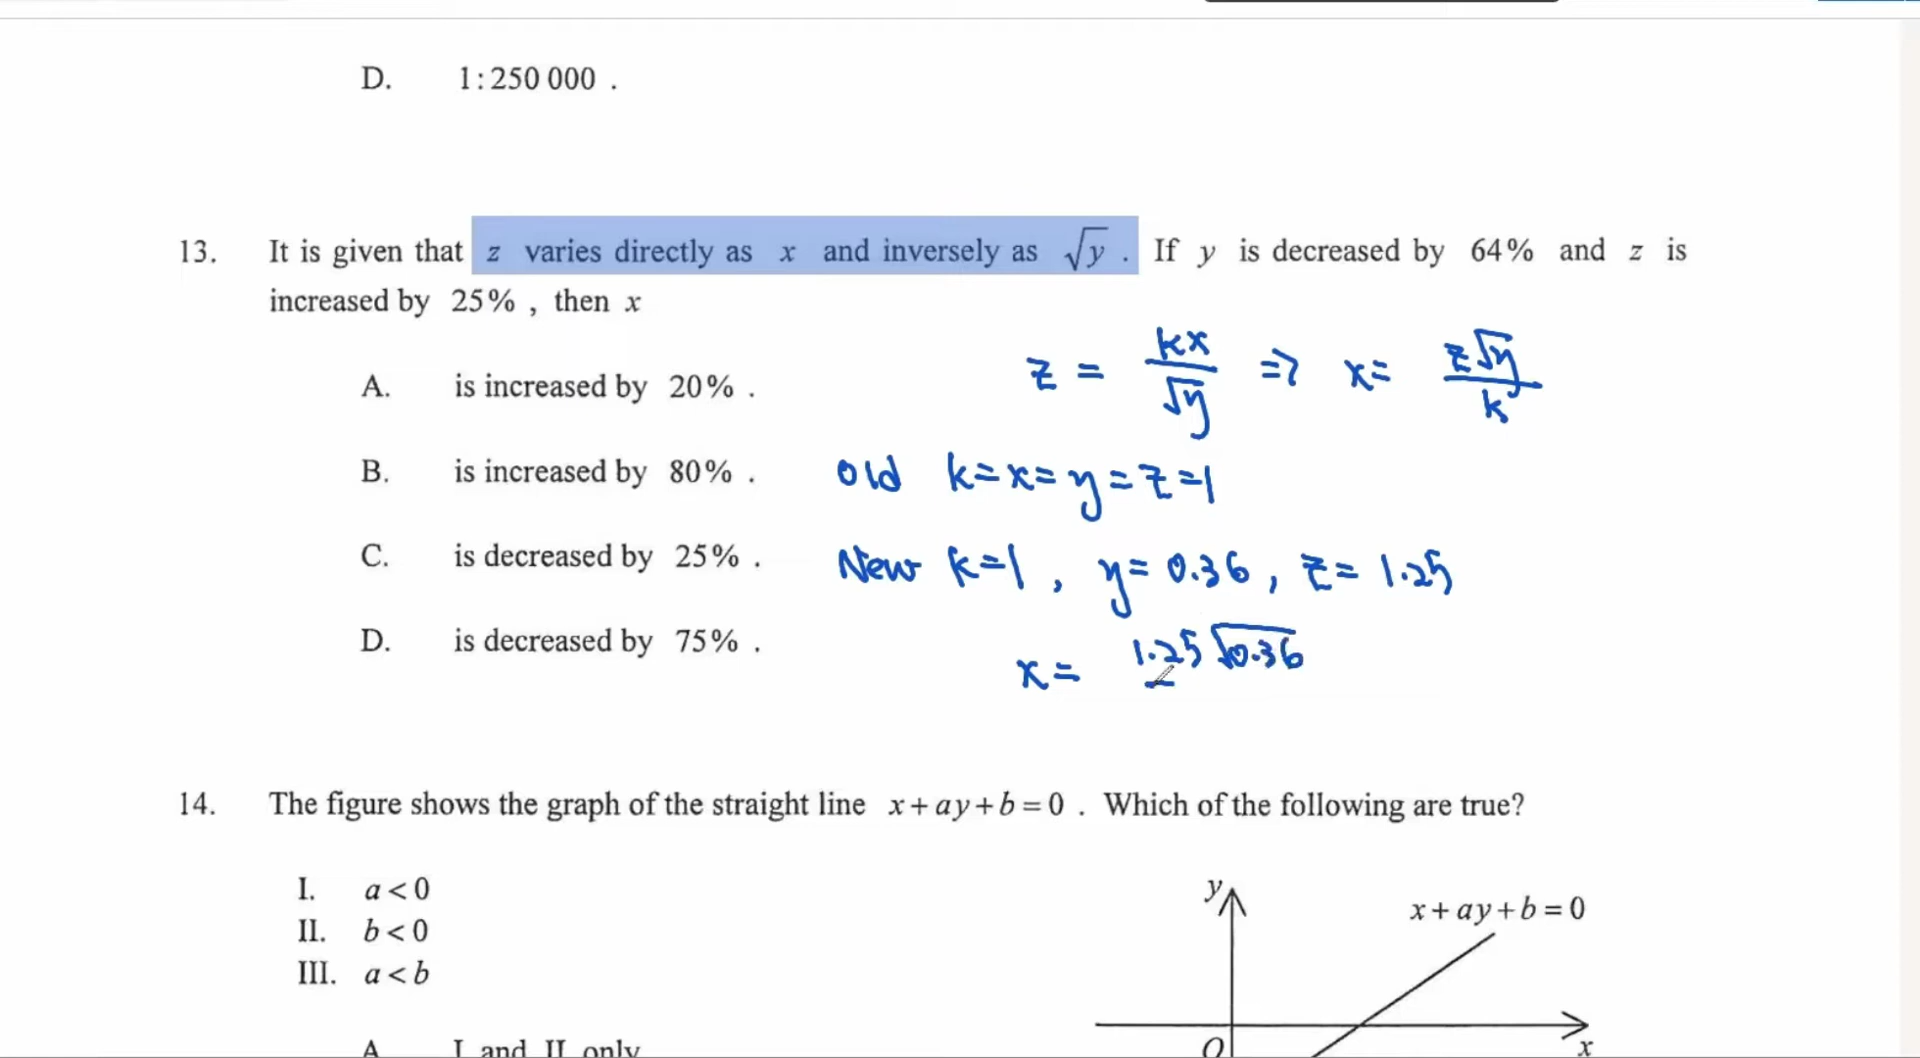 D. 1:250 000 .
13. It is given that z varies directly as x and inversely as √y . If y is decreased by 64% and z is
increased by 25% , then x
z = kx/√y ⇒ x = z√y/k
A. is increased by 20% .
B. is increased by 80% .
Old k=x=y=z=1
C. is decreased by 25% .
New k=1 , y=0.36 , z=1.25
D. is decreased by 75% .
x= 1.25√0.36
14. The figure shows the graph of the straight line x+ay+b=0 . Which of the following are true?
I. a<0
II. b<0
III. a<b
y
x+ay+b=0
O
x
A I and II only